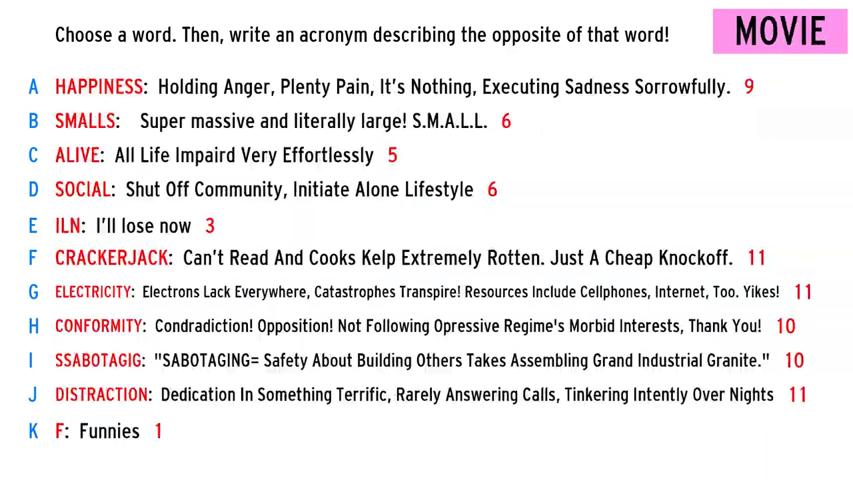 Choose a word. Then, write an acronym describing the opposite of that word! MOVIE
A HAPPINESS: Holding Anger, Plenty Pain, It's Nothing, Executing Sadness Sorrowfully. 9
B SMALLS: Super massive and literally large! S.M.A.L.L. 6
C ALIVE: All Life Impaird Very Effortlessly 5
D SOCIAL: Shut Off Community, Initiate Alone Lifestyle 6
E ILN: I'll lose now 3
F CRACKERJACK: Can't Read And Cooks Kelp Extremely Rotten. Just A Cheap Knockoff. 11
G ELECTRICITY: Electrons Lack Everywhere, Catastrophes Transpire! Resources Include Cellphones, Internet, Too. Yikes! 11
H CONFORMITY: Condradiction! Opposition! Not Following Opressive Regime's Morbid Interests, Thank You! 10
I SSABOTAGIG: "SABOTAGING= Safety About Building Others Takes Assembling Grand Industrial Granite." 10
J DISTRACTION: Dedication In Something Terrific, Rarely Answering Calls, Tinkering Intently Over Nights 11
K F: Funnies 1